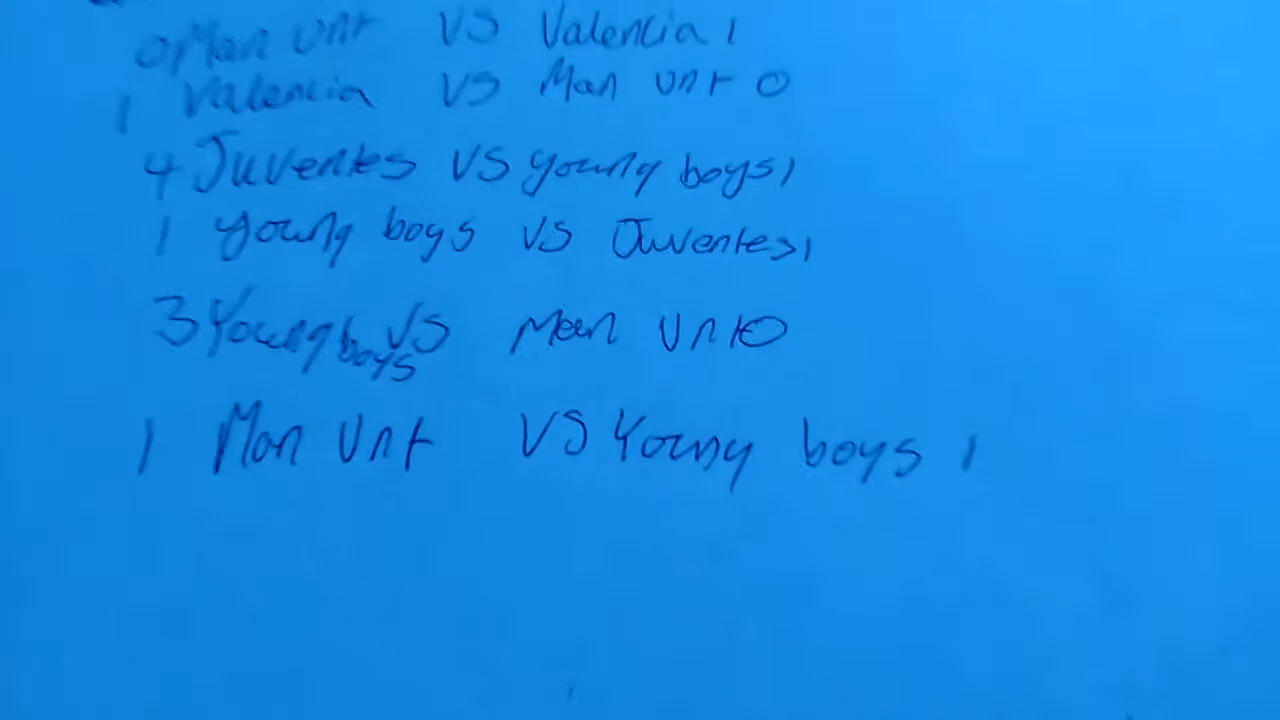 0 Man Unt VS Valencia 1
1 Valencia VS Man Unt 0
4 Juventes VS young boys 1
1 young boys VS Juventes 1
3 Young boys VS Man Unt 0
1 Man Unt VS Young boys 1